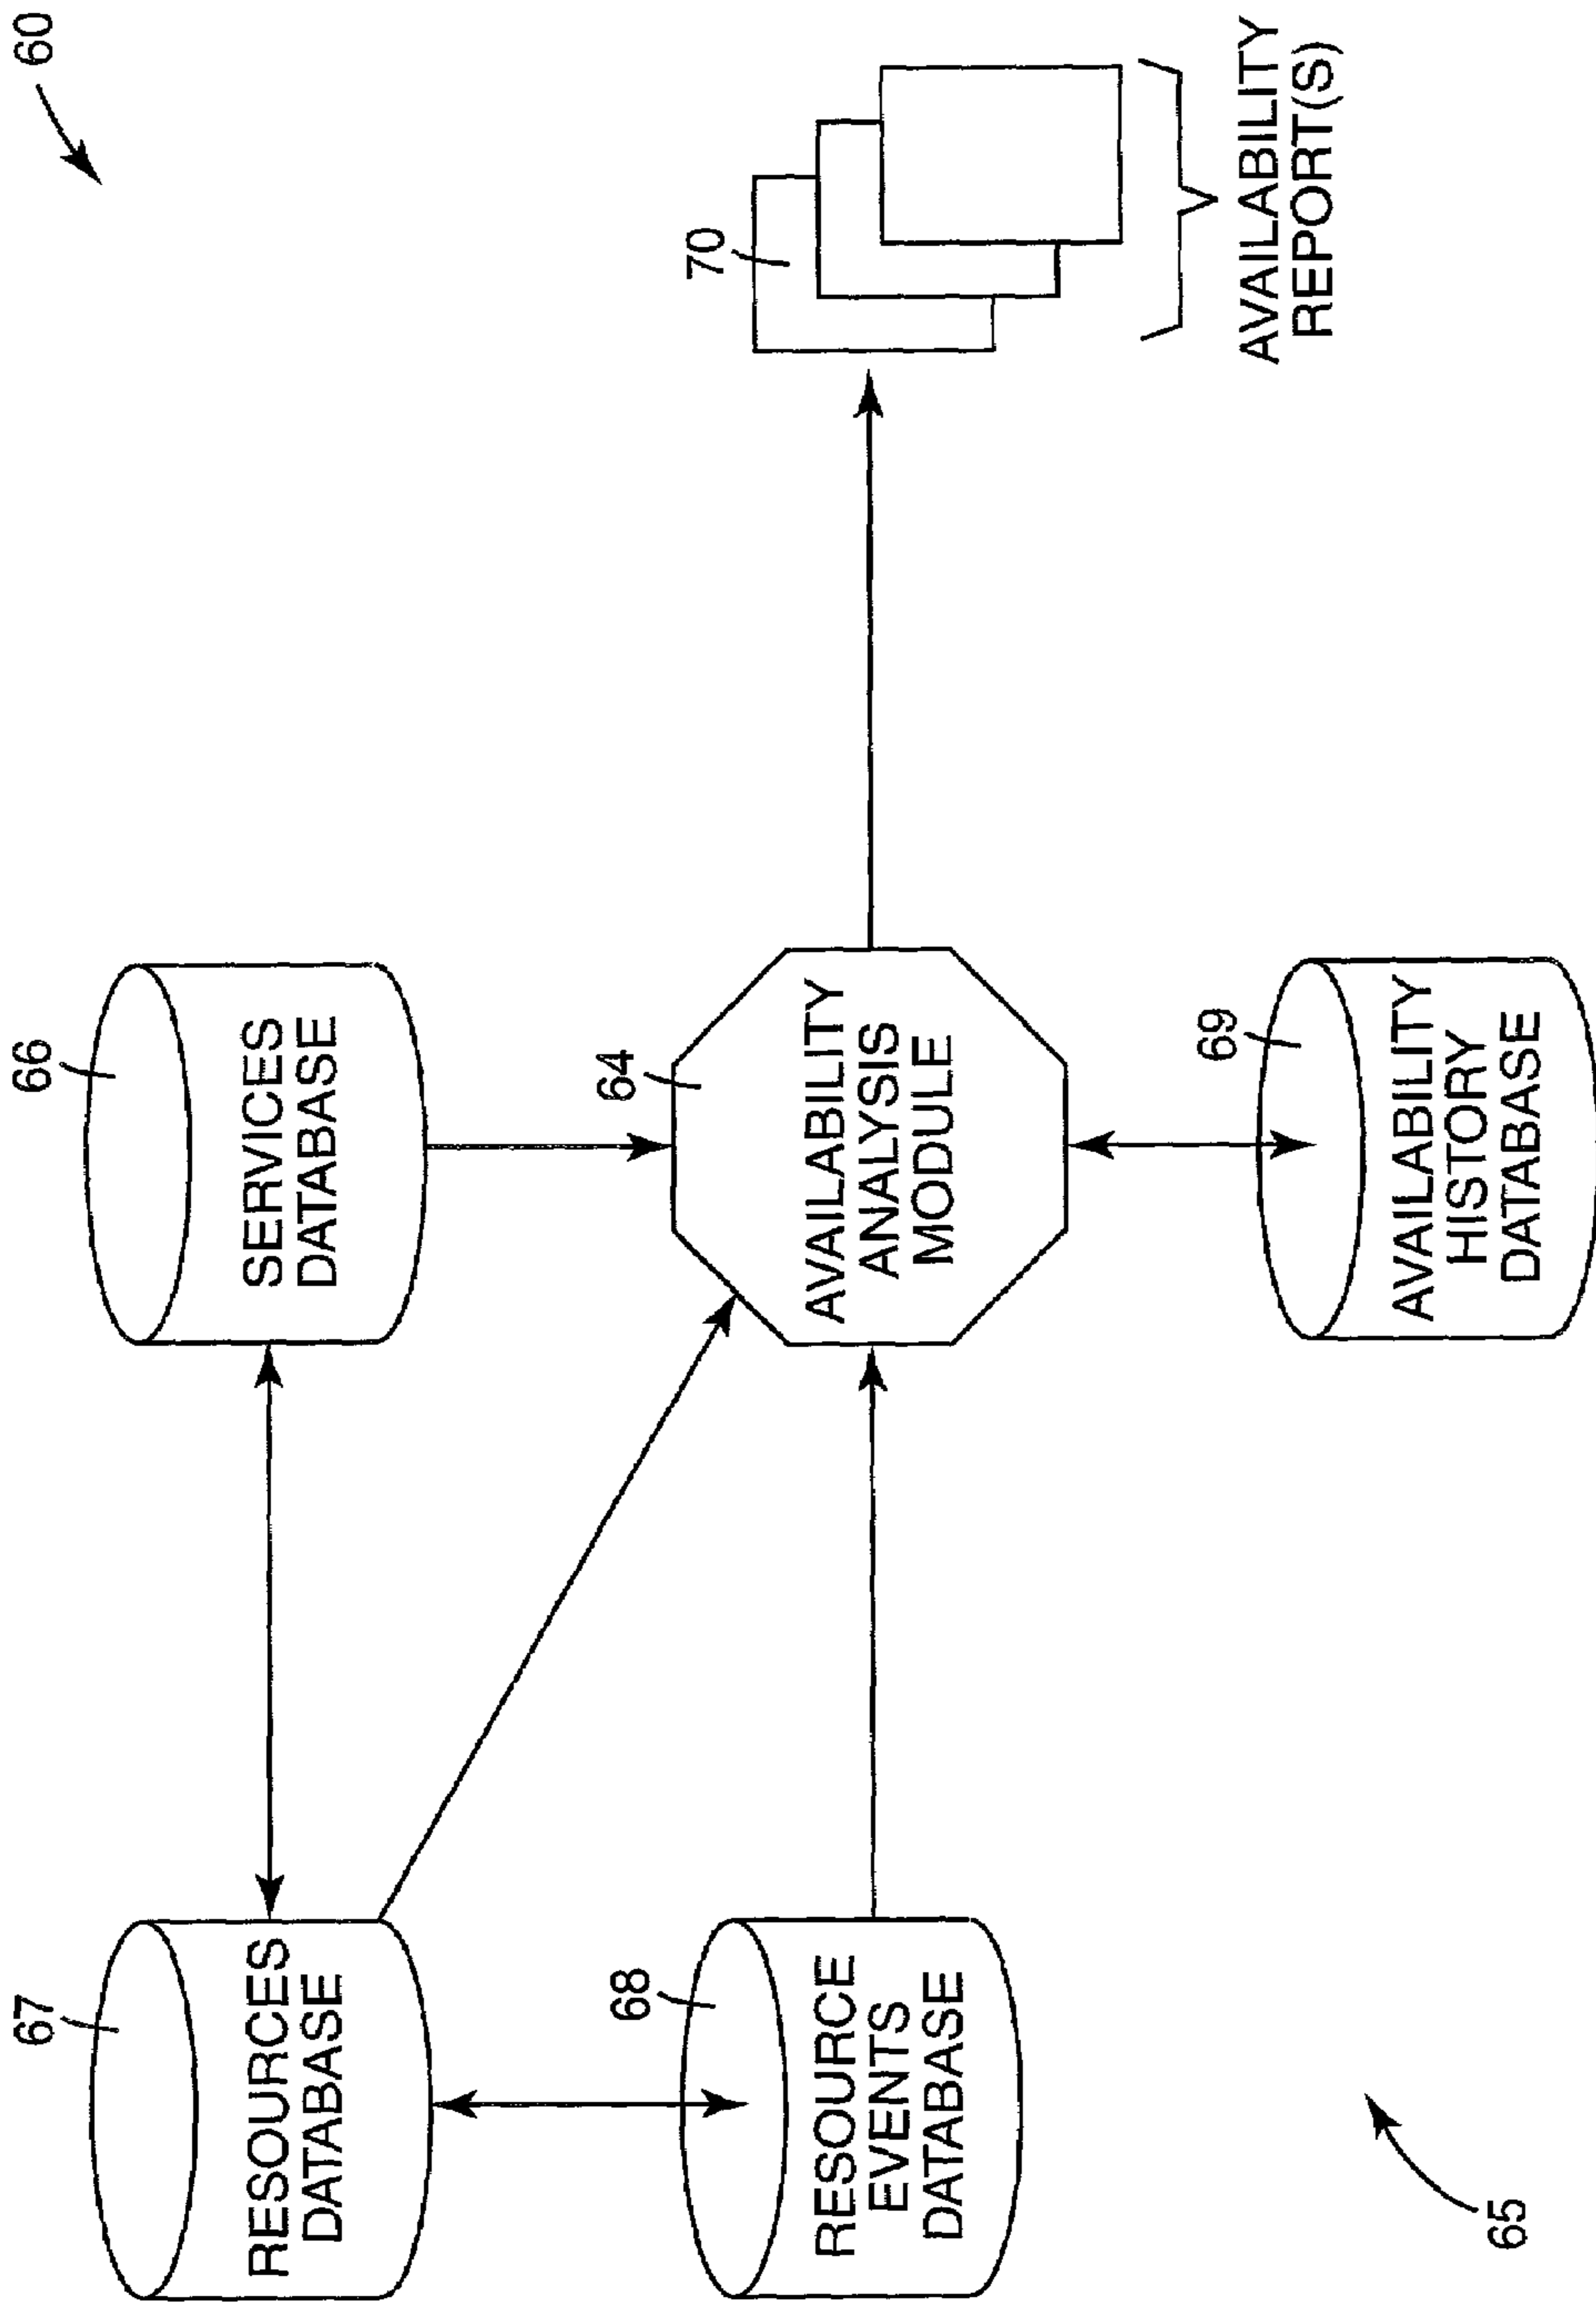 60
67
RESOURCES
DATABASE
66
SERVICES
DATABASE
68
RESOURCE
EVENTS
DATABASE
64
AVAILABILITY
ANALYSIS
MODULE
70
AVAILABILITY
REPORT(S)
69
AVAILABILITY
HISTORY
DATABASE
65